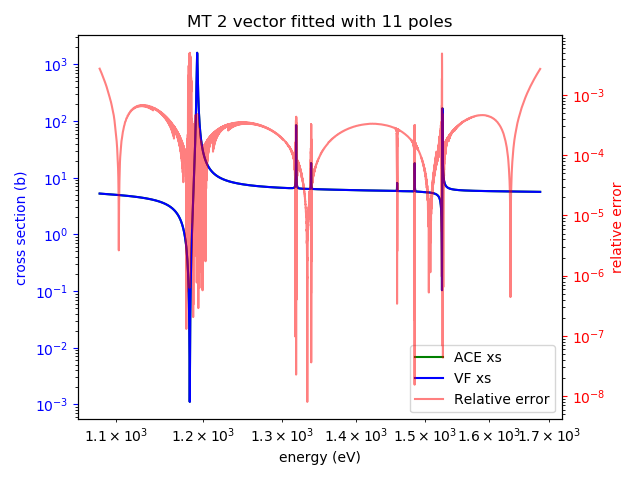 MT 2 vector fitted with 11 poles
cross section (b)
10³
10²
10¹
10⁰
10⁻¹
10⁻²
10⁻³
10⁻³
10⁻⁴
10⁻⁵
10⁻⁶
10⁻⁷
10⁻⁸
relative error
ACE xs
VF xs
Relative error
1.1 × 10³ 1.2 × 10³ 1.3 × 10³ 1.4 × 10³ 1.5 × 10³ 1.6 × 10³ 1.7 × 10³
energy (eV)